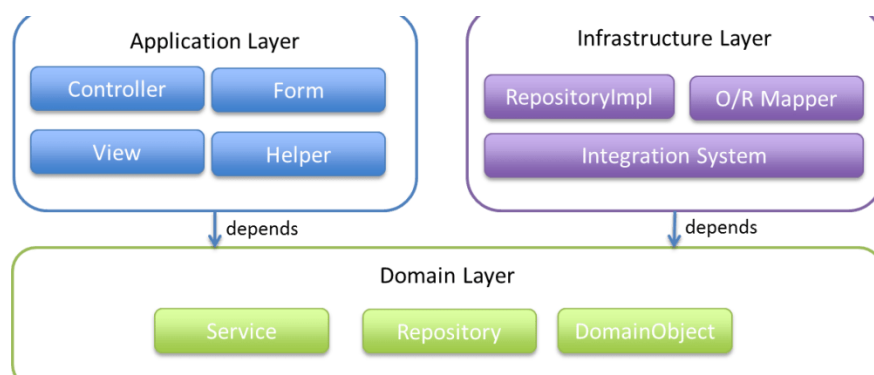 Application Layer
Controller
Form
View
Helper
Infrastructure Layer
RepositoryImpl
O/R Mapper
Integration System
depends
depends
Domain Layer
Service
Repository
DomainObject